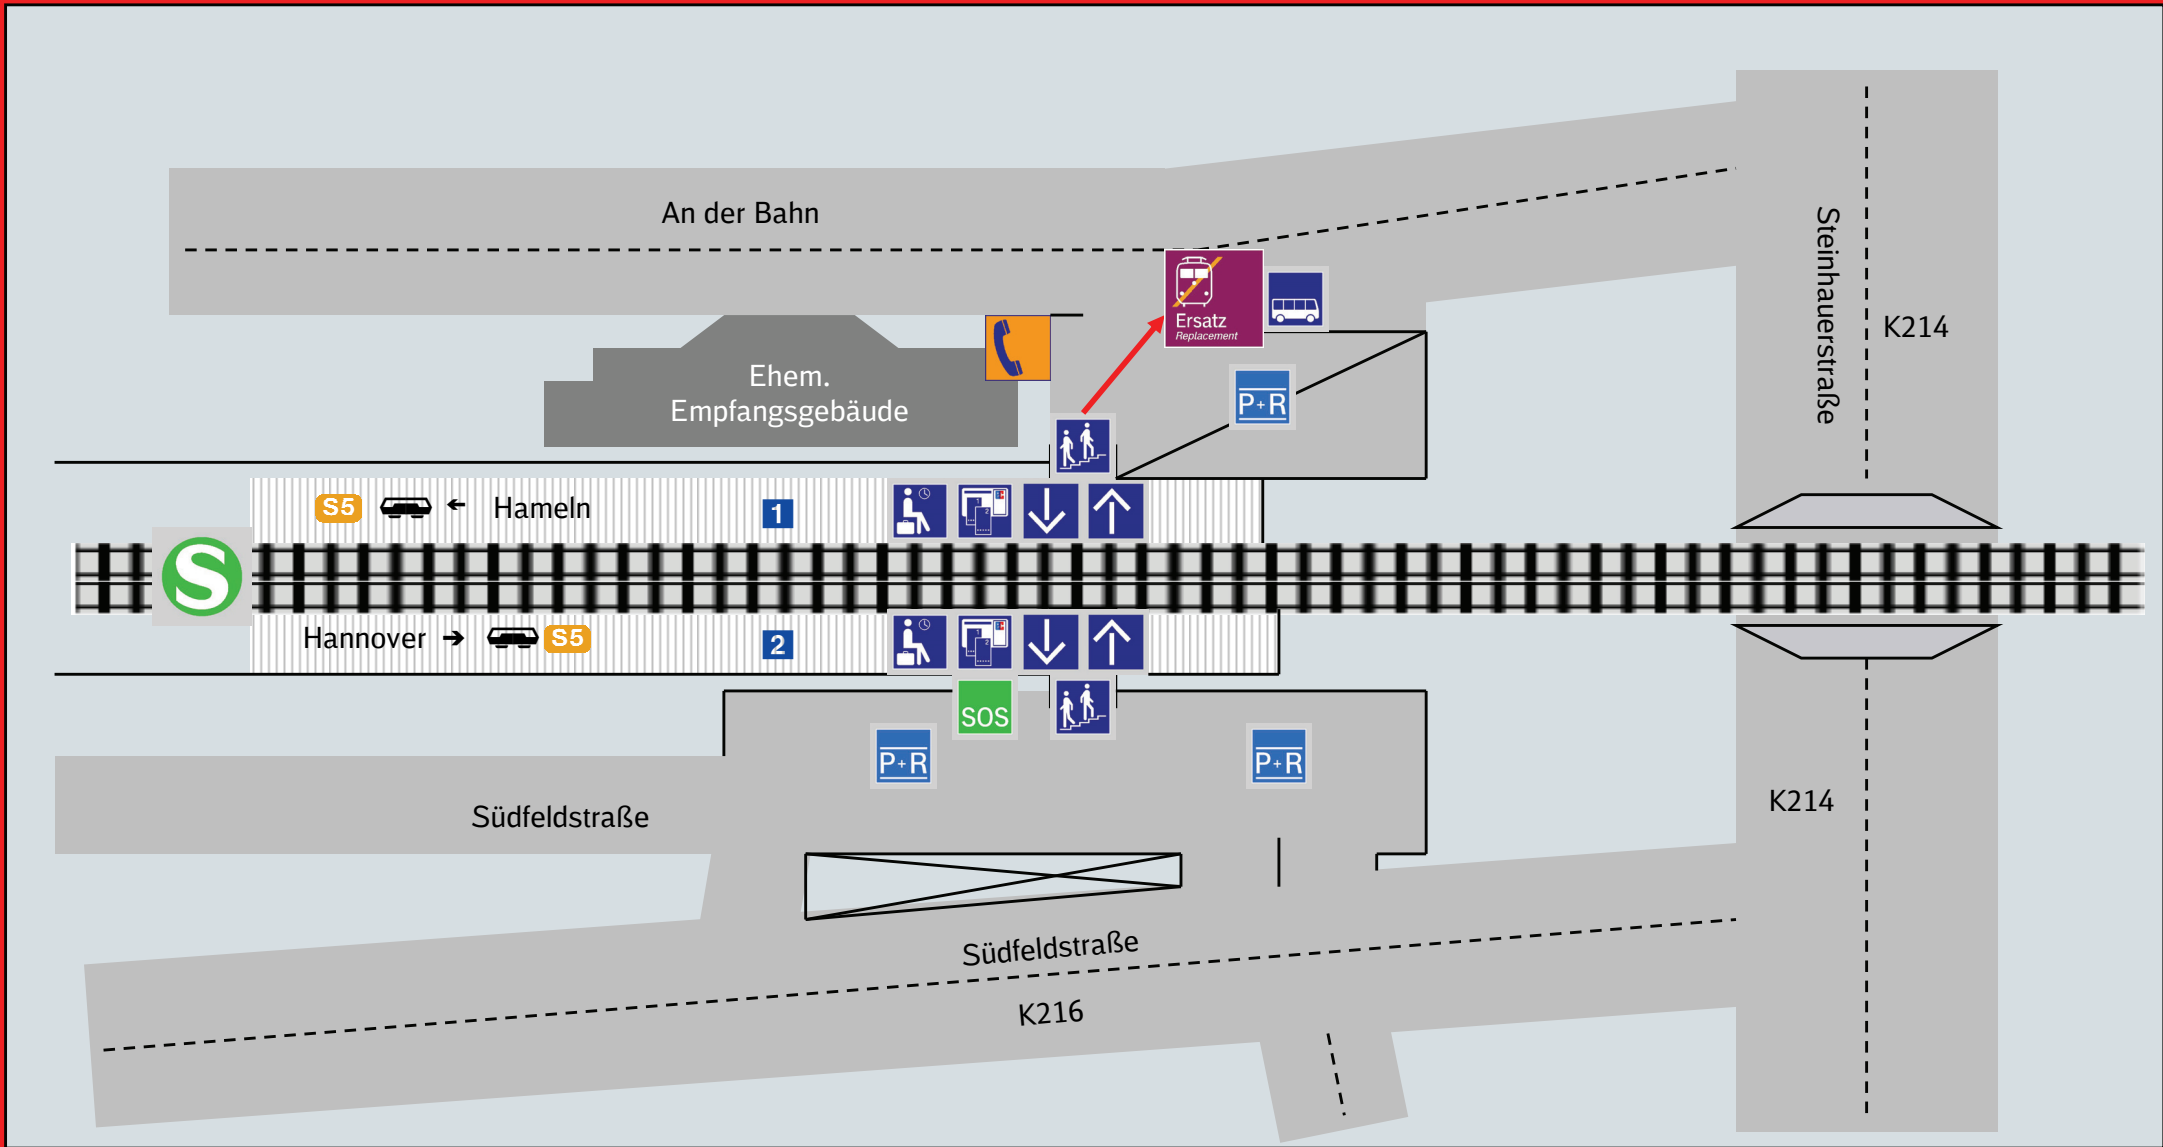 An der Bahn
Steinhauerstraße
K214
Ersatz
Replacement
Ehem.
Empfangsgebäude
P+R
S5 ← Hameln
1
S
Hannover → S5
2
SOS
P+R
P+R
K214
Südfeldstraße
Südfeldstraße
K216